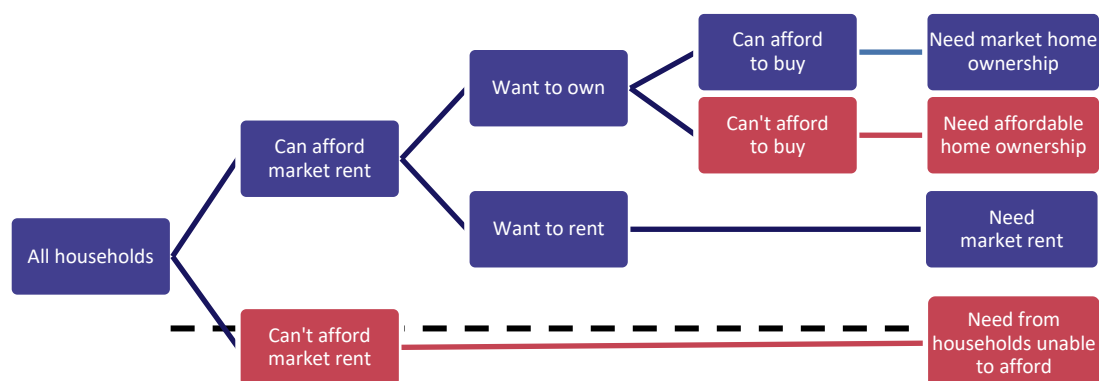 Can afford
to buy
Need market home
ownership
Want to own
Can't afford
to buy
Need affordable
home ownership
Can afford
market rent
Want to rent
Need
market rent
All households
Can't afford
market rent
Need from
households unable
to afford